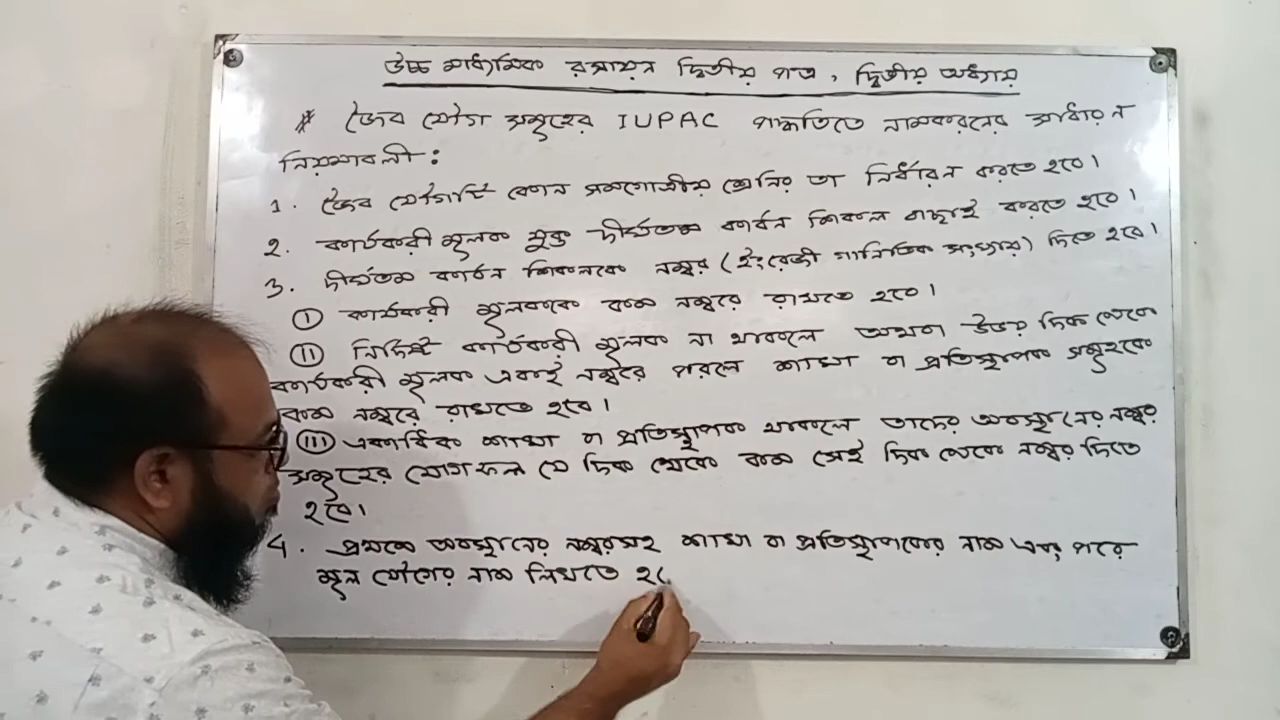 উচ্চ মাধ্যমিক রসায়ন দ্বিতীয় পত্র, দ্বিতীয় অধ্যায়
* জৈব যৌগ সমূহের IUPAC পদ্ধতিতে নামকরনের সাধারন
নিয়মাবলী :
1. জৈব যৌগটি কোন সমগোত্রীয় শ্রেনির তা নির্ধারন করতে হবে।
2. কার্যকরী মূলক যুক্ত দীর্ঘতম কার্বন শিকল বাছাই করতে হবে।
3. দীর্ঘতম কার্বন শিকলকে নম্বর (ইংরেজী গানিতিক সংখ্যায়) দিতে হবে।
(I) কার্যকরী মূলককে কম নম্বরে রাখতে হবে।
(II) নির্দিষ্ট কার্যকরী মূলক না থাকলে অথবা উভয় দিক থেকে
কার্যকরী মূলক একই নম্বরে পরলে শাখা বা প্রতিস্থাপক সমূহকে
কম নম্বরে রাখতে হবে।
(III) একাধিক শাখা বা প্রতিস্থাপক থাকলে তাদের অবস্থানের নম্বর
সমূহের যোগফল যে দিক থেকে কম সেই দিক থেকে নম্বর দিতে
হবে।
4. প্রথমে অবস্থানের নম্বরসহ শাখা বা প্রতিস্থাপকের নাম এবং পরে
মূল যৌগের নাম লিখতে হ